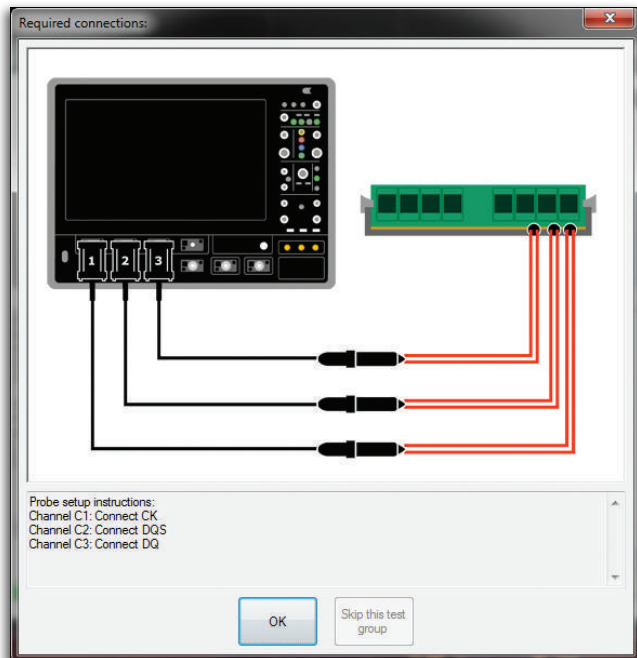 Required connections:
1 2 3
Probe setup instructions:
Channel C1: Connect CK
Channel C2: Connect DQS
Channel C3: Connect DQ
OK
Skip this test
group